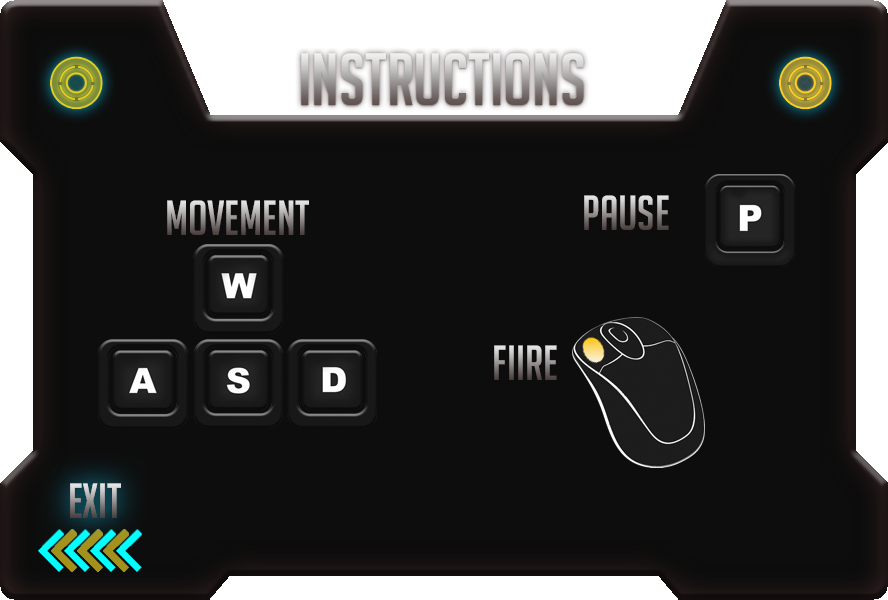 INSTRUCTIONS
MOVEMENT
W
A S D
PAUSE P
FIIRE
EXIT